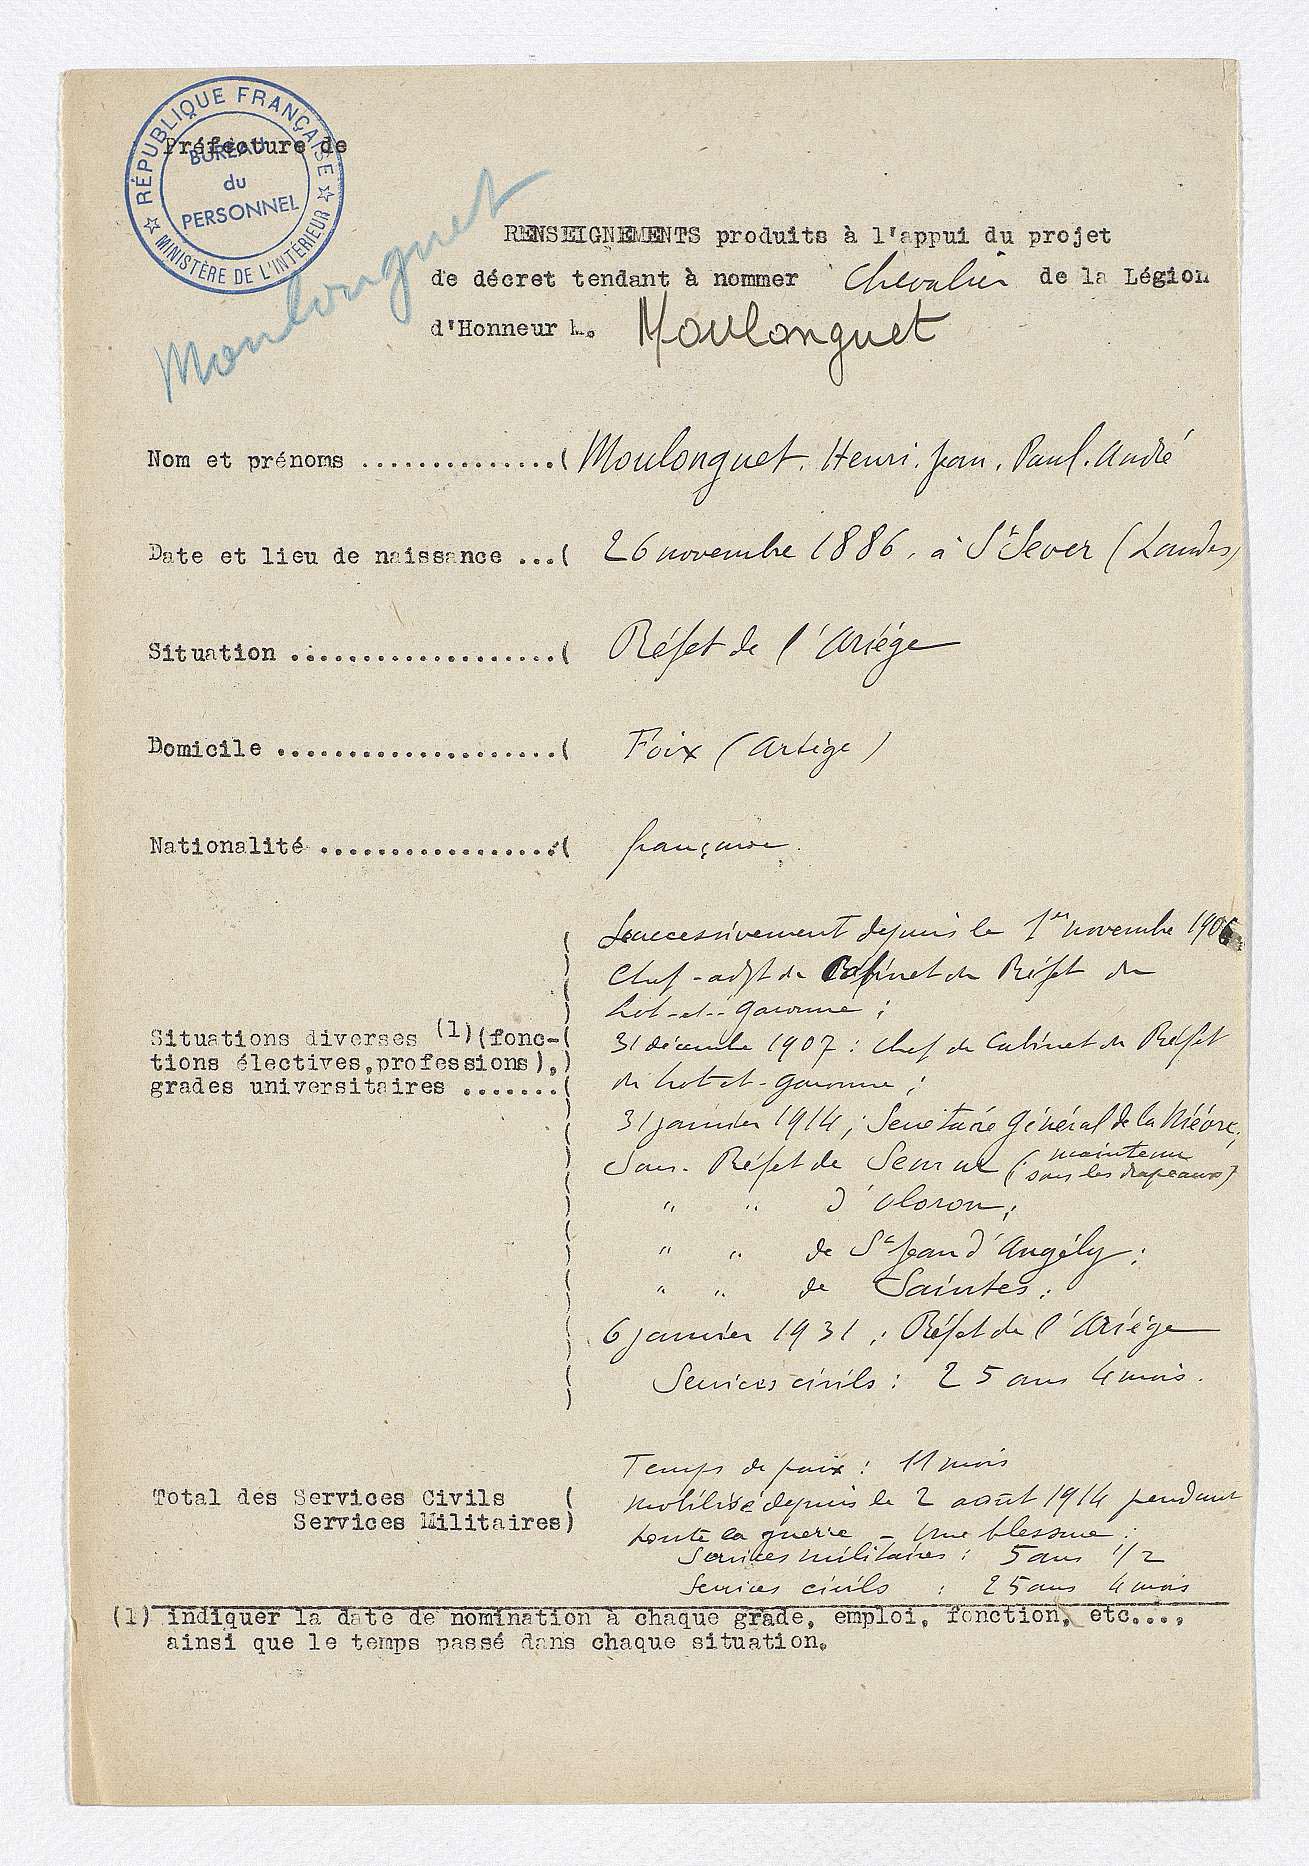 RÉPUBLIQUE FRANÇAISE
MINISTÈRE DE L'INTÉRIEUR
BUREAU
du
PERSONNEL
Préfecture de
Moulonguet
RENSEIGNEMENTS produits à l'appui du projet
de décret tendant à nommer Chevalier de la Légion
d'Honneur M. Moulonguet
Nom et prénoms ..............( Moulonguet. Henri. Jean. Paul. André
Date et lieu de naissance ...( 26 novembre 1886. à St Sever (Landes)
Situation ...................( Préfet de l'Ariège
Domicile ....................( Foix (Ariège)
Nationalité .................( française.
Successivement depuis le 1er novembre 1906
Chef-adjt du Cabinet du Préfet du
Lot-et-Garonne ;
31 décembre 1907 : Chef de Cabinet du Préfet
du Lot et-Garonne ;
Situations diverses (1)(fonc-(
tions électives,professions),)
grades universitaires .......(
31 janvier 1914 ; Secrétaire Général de la Nièvre ;
Sous-Préfet de Semur (maintenu
sous les drapeaux)
" " d'Oloron ;
" " de St Jean d'Angély ;
" " de Saintes ;
6 janvier 1931 : Préfet de l'Ariège
Services civils : 25 ans 4 mois.
Total des Services Civils (
Services Militaires)
Temps de paix : 11 mois
mobilisé depuis le 2 août 1914 pendant
toute la guerre - Une blessure ;
Services militaires : 5 ans 1/2
Services civils : 25 ans 4 mois
(1) indiquer la date de nomination à chaque grade, emploi, fonction, etc...,
ainsi que le temps passé dans chaque situation.